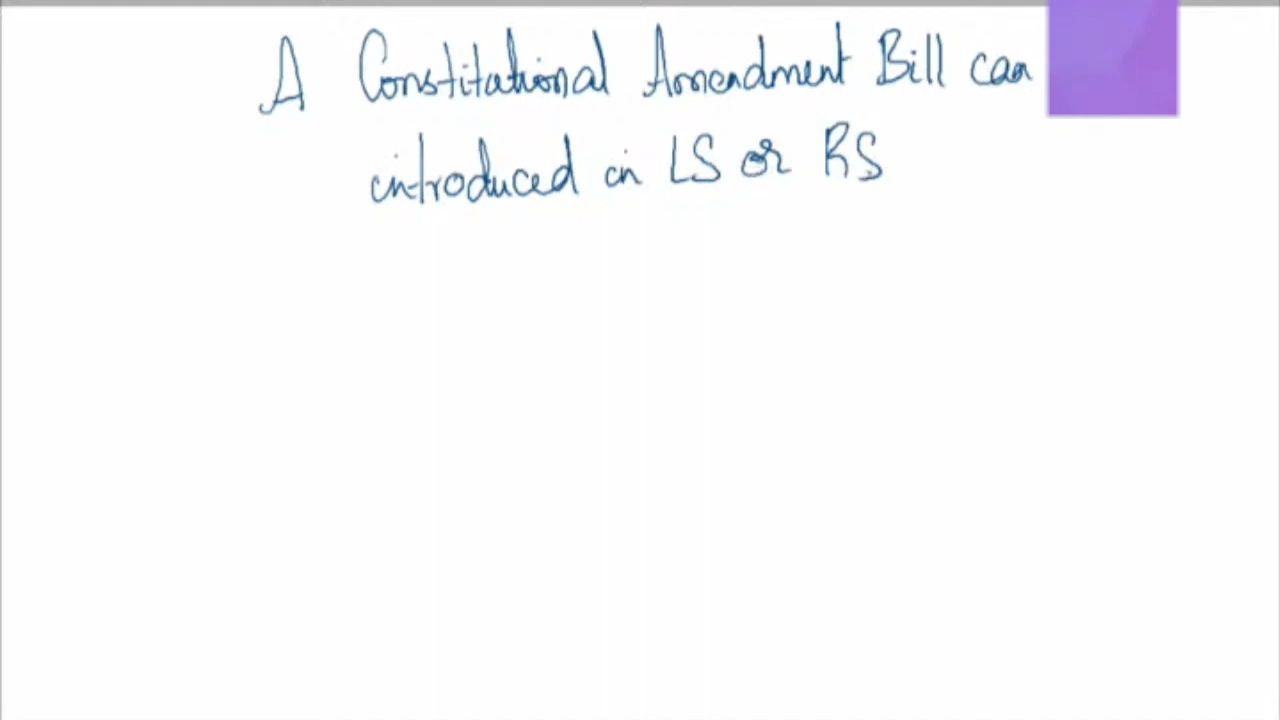 A Constitutional Amendment Bill can
introduced in LS or RS